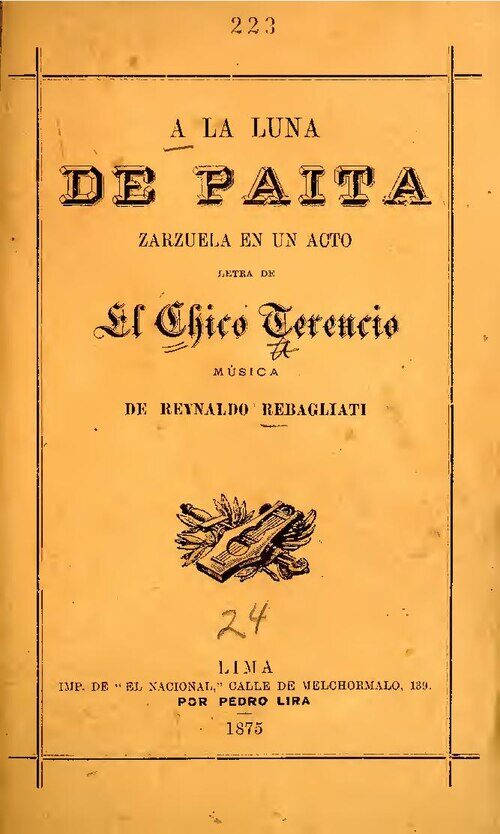 223
A LA LUNA
DE PAITA
ZARZUELA EN UN ACTO
LETRA DE
El Chico Terencio
MÚSICA
DE REYNALDO REBAGLIATI
24
LIMA
IMP. DE "EL NACIONAL," CALLE DE MELCHORMALO, 139.
POR PEDRO LIRA
1875